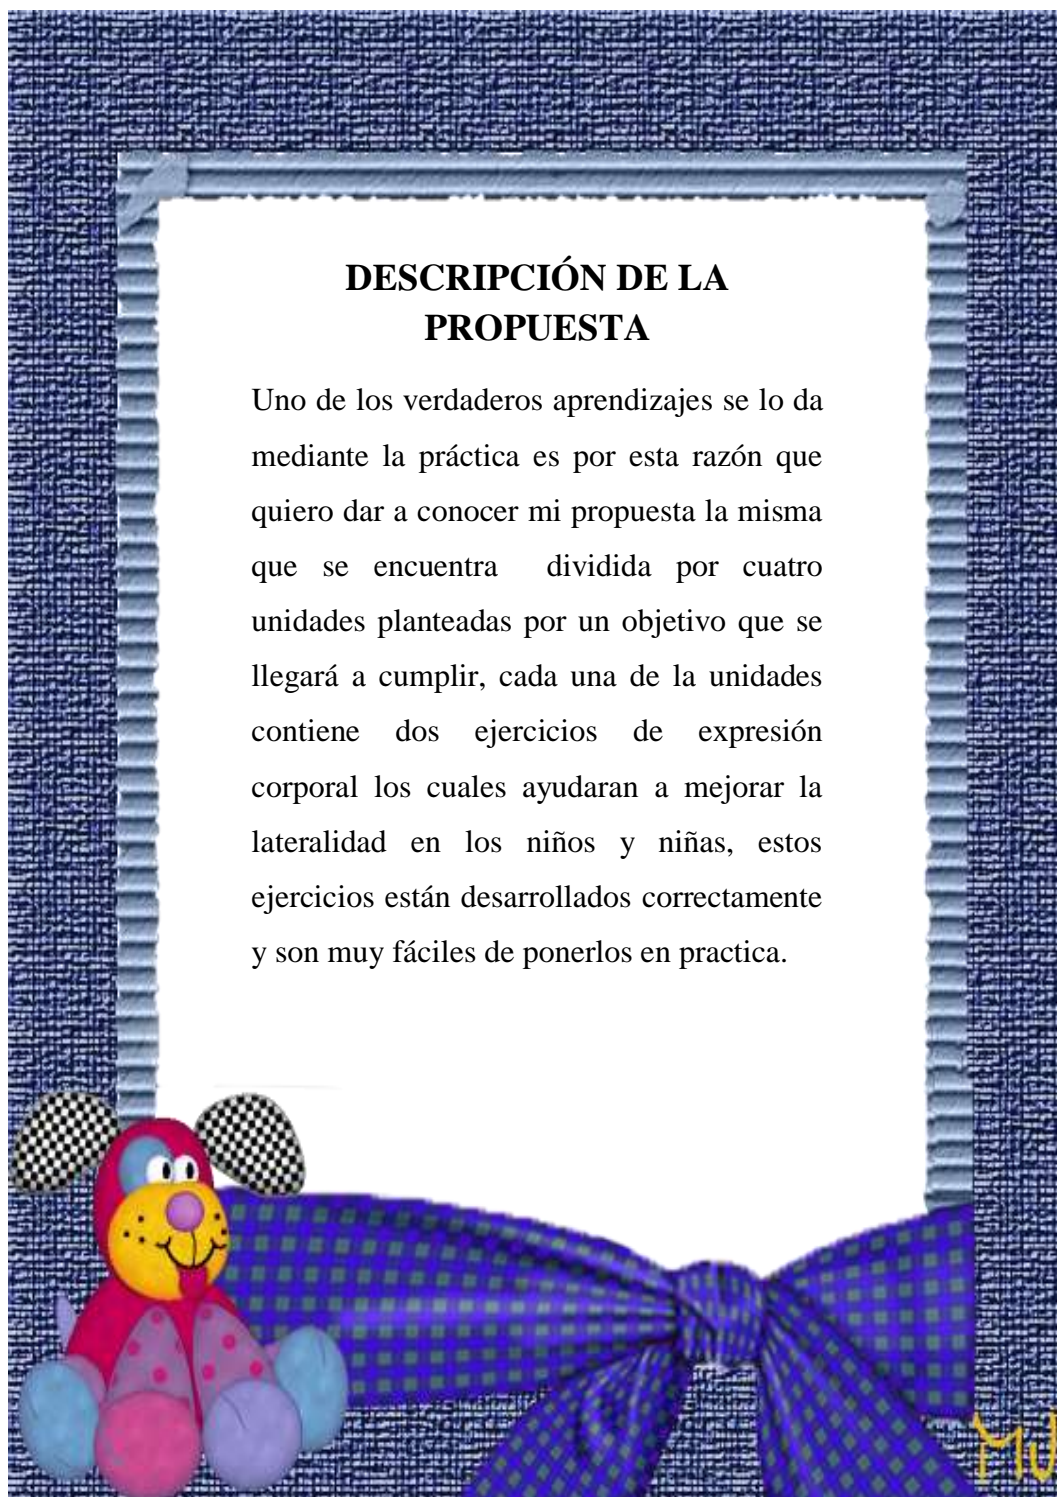 DESCRIPCIÓN DE LA
PROPUESTA
Uno de los verdaderos aprendizajes se lo da
mediante la práctica es por esta razón que
quiero dar a conocer mi propuesta la misma
que se encuentra dividida por cuatro
unidades planteadas por un objetivo que se
llegará a cumplir, cada una de la unidades
contiene dos ejercicios de expresión
corporal los cuales ayudaran a mejorar la
lateralidad en los niños y niñas, estos
ejercicios están desarrollados correctamente
y son muy fáciles de ponerlos en practica.